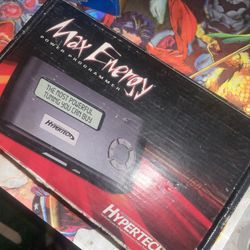 Max Energy
POWER PROGRAMMER
THE MOST POWERFUL
TUNING YOU CAN BUY
HYPERTECH
HYPERTECH